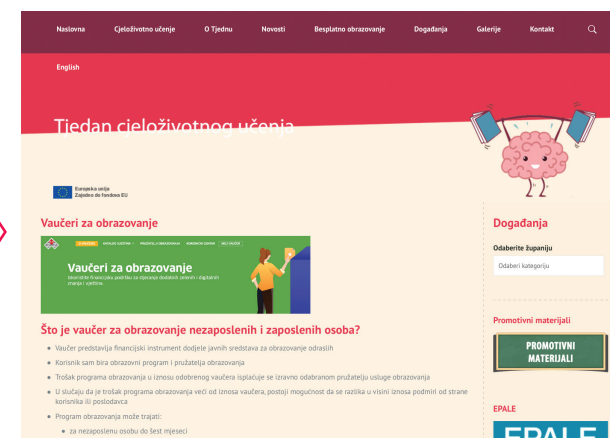 Naslovna Cjeloživotno učenje O Tjednu Novosti Besplatno obrazovanje Događanja Galerije Kontakt
English
Tjedan cjeloživotnog učenja
Europska unija
Zajedno do fondova EU
Vaučeri za obrazovanje
Vaučeri za obrazovanje
Što je vaučer za obrazovanje nezaposlenih i zaposlenih osoba?
Vaučer predstavlja financijski instrument dodjele javnih sredstava za obrazovanje odraslih
Korisnik sam bira obrazovni program i pružatelja obrazovanja
Trošak programa obrazovanja u iznosu odobrenog vaučera isplaćuje se izravno odabranom pružatelju usluge obrazovanja
U slučaju da je trošak programa obrazovanja veći od iznosa vaučera, postoji mogućnost da se razlika u visini iznosa podmiri od strane
korisnika ili poslodavca
Program obrazovanja može trajati:
za nezaposlenu osobu do šest mjeseci
Događanja
Odaberite županiju
Odaberi kategoriju
Promotivni materijali
PROMOTIVNI
MATERIJALI
EPALE
EPALE